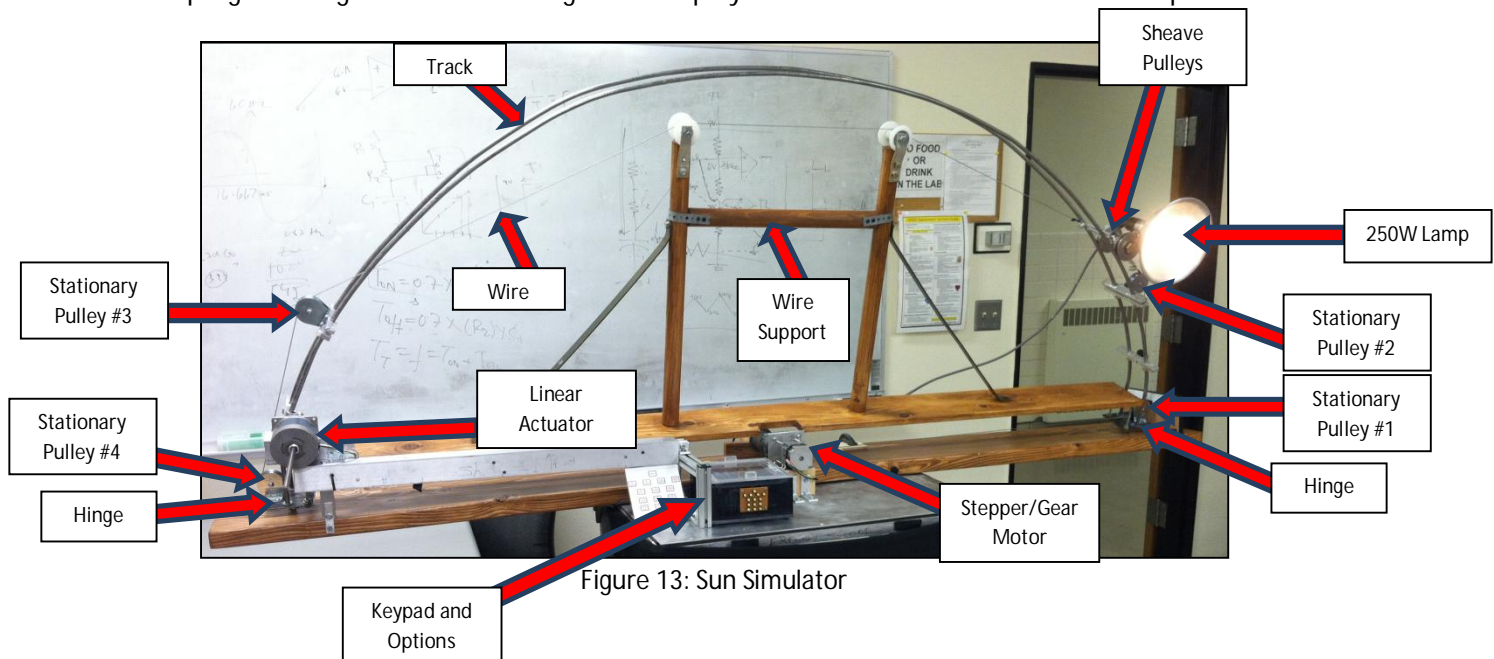 Sheave
Pulleys
Track
O FOOD
OR
DRINK
N THE LAB
16.667ms
250W Lamp
Stationary
Pulley #3
Wire
Wire
Support
Stationary
Pulley #2
Linear
Actuator
Stationary
Pulley #1
Stationary
Pulley #4
Hinge
Hinge
Stepper/Gear
Motor
Figure 13: Sun Simulator
Keypad and
Options